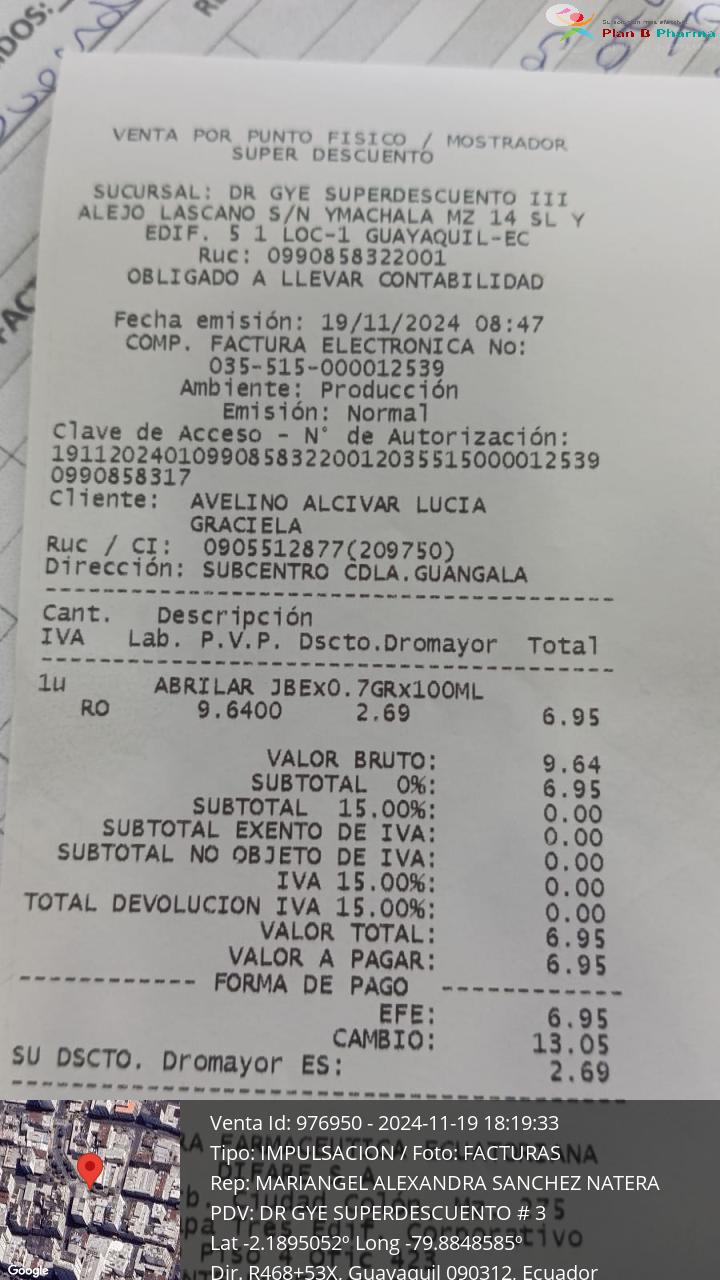 Plan B Pharma
VENTA POR PUNTO FISICO / MOSTRADOR
SUPER DESCUENTO
SUCURSAL: DR GYE SUPERDESCUENTO III
ALEJO LASCANO S/N YMACHALA MZ 14 SL Y
EDIF. 5 1 LOC-1 GUAYAQUIL-EC
Ruc: 0990858322001
OBLIGADO A LLEVAR CONTABILIDAD
Fecha emisión: 19/11/2024 08:47
COMP. FACTURA ELECTRONICA No:
035-515-000012539
Ambiente: Producción
Emisión: Normal
Clave de Acceso - N° de Autorización:
191120240109908583220012035515000012539
0990858317
Cliente: AVELINO ALCIVAR LUCIA
GRACIELA
Ruc / CI: 0905512877(209750)
Dirección: SUBCENTRO CDLA.GUANGALA
Cant. Descripción
IVA Lab. P.V.P. Dscto.Dromayor Total
1u ABRILAR JBEx0.7GRx100ML
RO 9.6400 2.69 6.95
VALOR BRUTO: 9.64
SUBTOTAL 0%: 6.95
SUBTOTAL 15.00%: 0.00
SUBTOTAL EXENTO DE IVA: 0.00
SUBTOTAL NO OBJETO DE IVA: 0.00
IVA 15.00%: 0.00
TOTAL DEVOLUCION IVA 15.00%: 0.00
VALOR TOTAL: 6.95
VALOR A PAGAR: 6.95
------------ FORMA DE PAGO ------------
EFE: 6.95
CAMBIO: 13.05
SU DSCTO. Dromayor ES: 2.69
Venta Id: 976950 - 2024-11-19 18:19:33
Tipo: IMPULSACION / Foto: FACTURAS
Rep: MARIANGEL ALEXANDRA SANCHEZ NATERA
PDV: DR GYE SUPERDESCUENTO # 3
Lat -2.1895052º Long -79.8848585º
Dir. R468+53X, Guayaquil 090312, Ecuador
Google